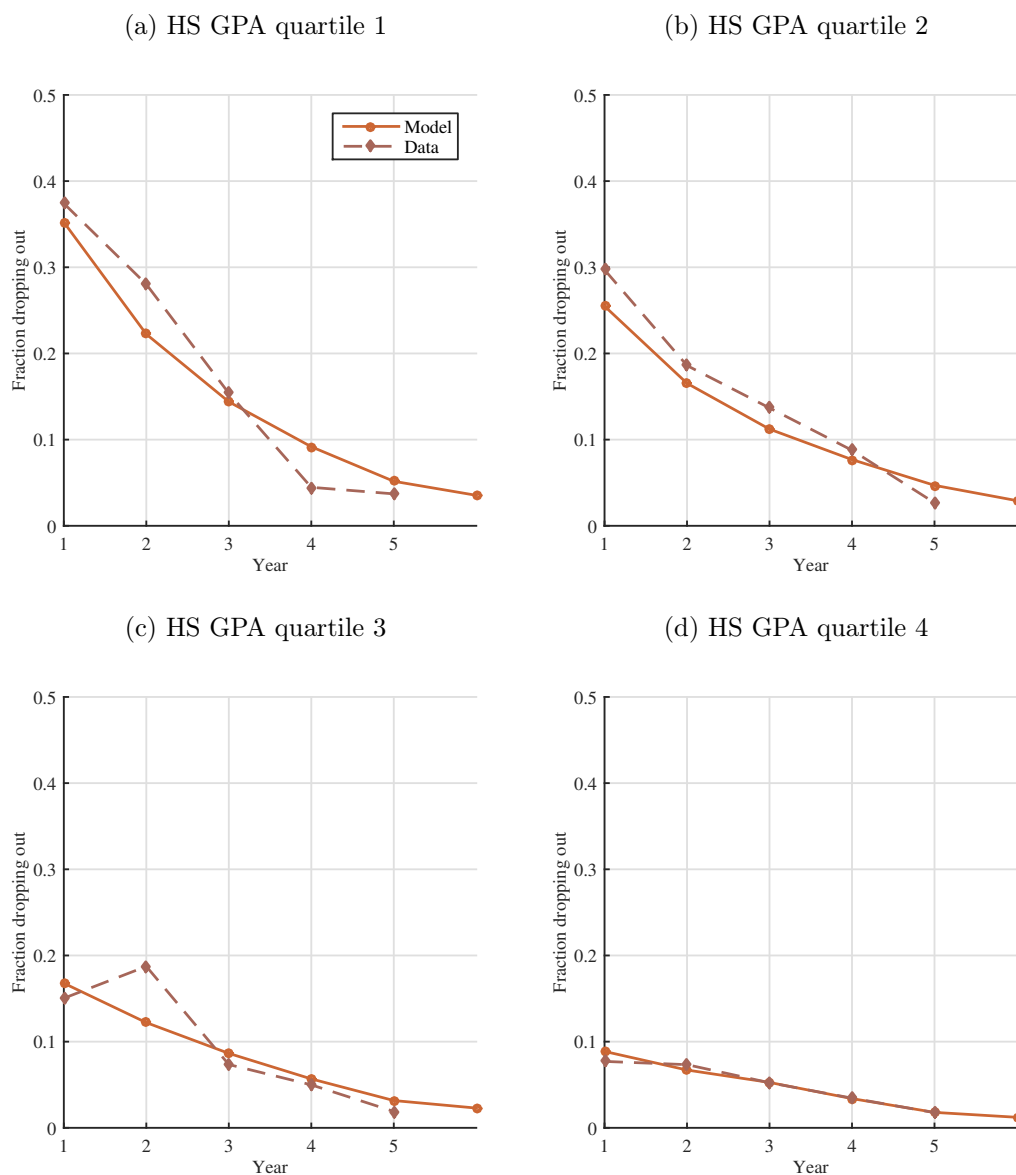 (a) HS GPA quartile 1
Fraction dropping out
0.5
0.4
0.3
0.2
0.1
0
Model
Data
1 2 3 4 5
Year
(b) HS GPA quartile 2
Fraction dropping out
0.5
0.4
0.3
0.2
0.1
0
1 2 3 4 5
Year
(c) HS GPA quartile 3
Fraction dropping out
0.5
0.4
0.3
0.2
0.1
0
1 2 3 4 5
Year
(d) HS GPA quartile 4
Fraction dropping out
0.5
0.4
0.3
0.2
0.1
0
1 2 3 4 5
Year